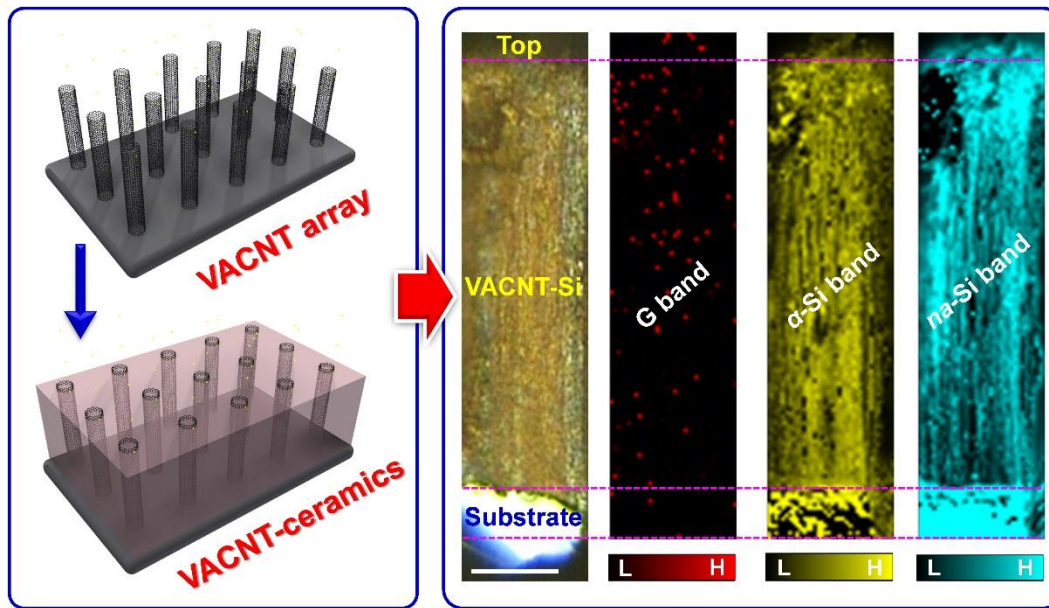 VACNT array
VACNT-ceramics
Top
VACNT-Si
Substrate
G band
α-Si band
na-Si band
L H
L H
L H